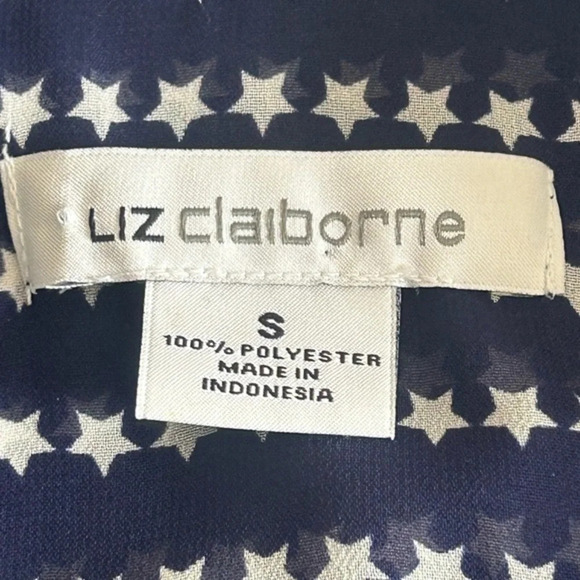 LIZ claiborne
S
100% POLYESTER
MADE IN
INDONESIA